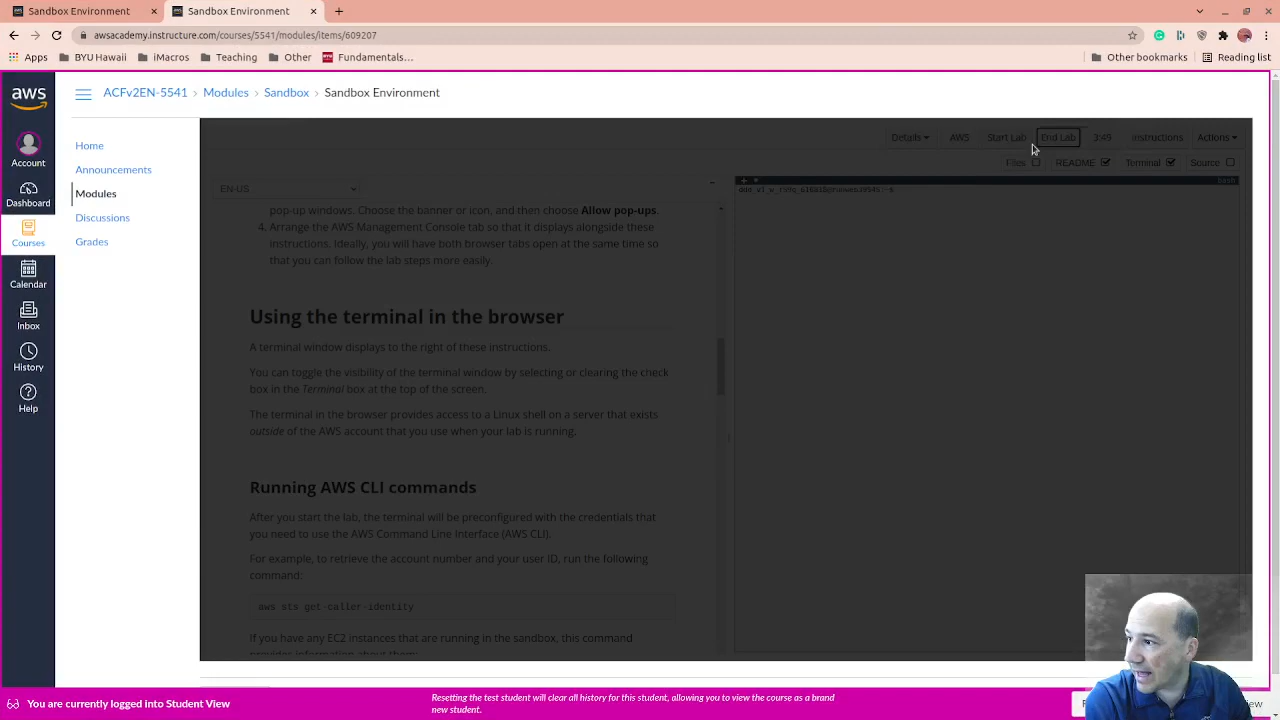 Sandbox Environment
Sandbox Environment
awsacademy.instructure.com/courses/5541/modules/items/609207
Apps
BYU Hawaii
iMacros
Teaching
Other
Fundamentals...
Other bookmarks
Reading list
aws
ACFv2EN-5541 › Modules › Sandbox › Sandbox Environment
Account
Dashboard
Courses
Calendar
Inbox
History
Help
Home
Announcements
Modules
Discussions
Grades
Details
AWS
Start Lab
End Lab
3:45
Instructions
Actions
Files
README
Terminal
Source
EN-US
bash
pop-up windows. Choose the banner or icon, and then choose Allow pop-ups.
4. Arrange the AWS Management Console tab so that it displays alongside these
instructions. Ideally, you will have both browser tabs open at the same time so
that you can follow the lab steps more easily.
Using the terminal in the browser
A terminal window displays to the right of these instructions.
You can toggle the visibility of the terminal window by selecting or clearing the check
box in the Terminal box at the top of the screen.
The terminal in the browser provides access to a Linux shell on a server that exists
outside of the AWS account that you use when your lab is running.
Running AWS CLI commands
After you start the lab, the terminal will be preconfigured with the credentials that
you need to use the AWS Command Line Interface (AWS CLI).
For example, to retrieve the account number and your user ID, run the following
command:
aws sts get-caller-identity
If you have any EC2 instances that are running in the sandbox, this command
provides information about them:
You are currently logged into Student View
Resetting the test student will clear all history for this student, allowing you to view the course as a brand
new student.